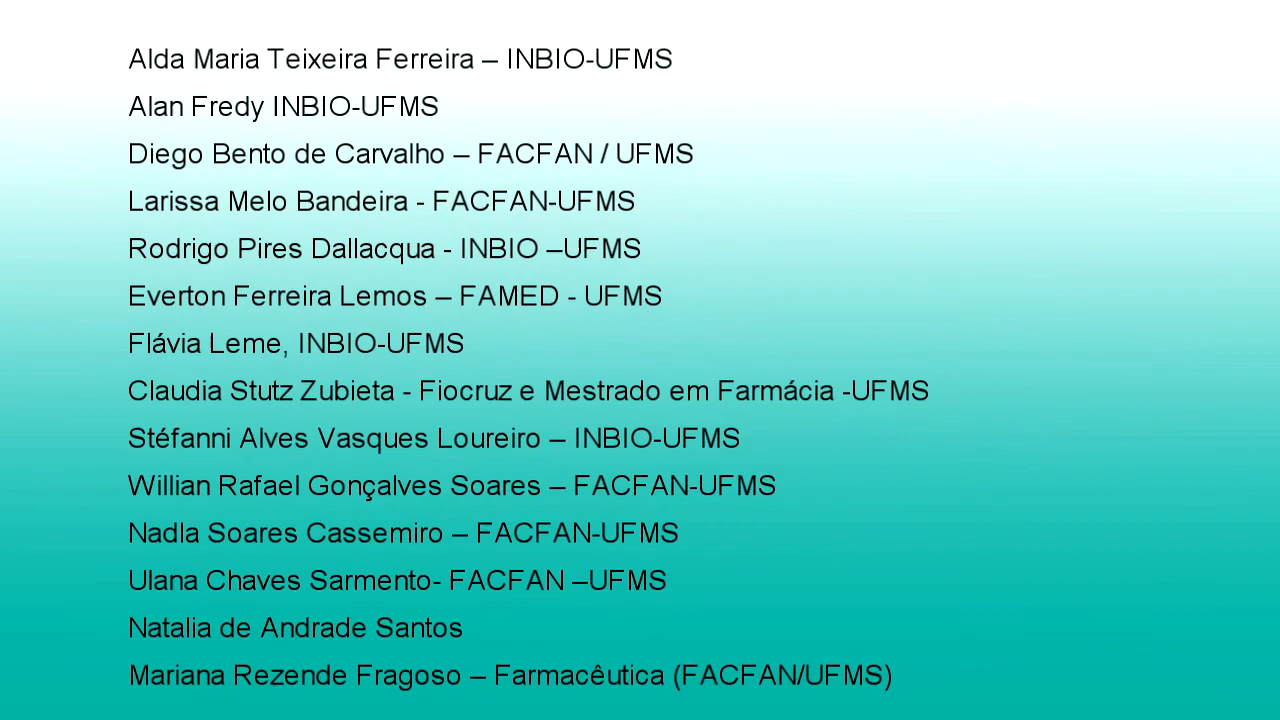 Alda Maria Teixeira Ferreira – INBIO-UFMS
Alan Fredy INBIO-UFMS
Diego Bento de Carvalho – FACFAN / UFMS
Larissa Melo Bandeira - FACFAN-UFMS
Rodrigo Pires Dallacqua - INBIO –UFMS
Everton Ferreira Lemos – FAMED - UFMS
Flávia Leme, INBIO-UFMS
Claudia Stutz Zubieta - Fiocruz e Mestrado em Farmácia -UFMS
Stéfanni Alves Vasques Loureiro – INBIO-UFMS
Willian Rafael Gonçalves Soares – FACFAN-UFMS
Nadla Soares Cassemiro – FACFAN-UFMS
Ulana Chaves Sarmento- FACFAN –UFMS
Natalia de Andrade Santos
Mariana Rezende Fragoso – Farmacêutica (FACFAN/UFMS)